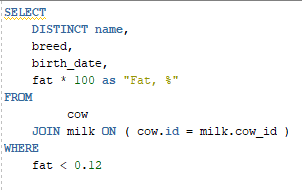 SELECT
DISTINCT name,
breed,
birth_date,
fat * 100 as "Fat, %"
FROM
cow
JOIN milk ON ( cow.id = milk.cow_id )
WHERE
fat < 0.12